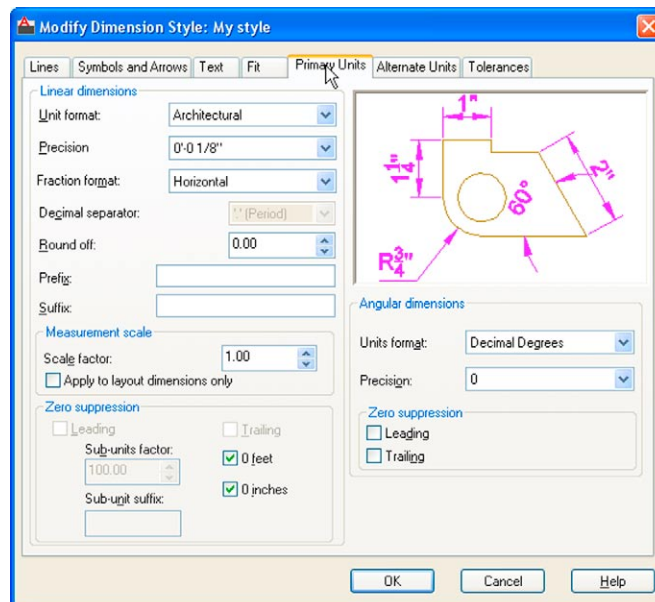 Modify Dimension Style: My style
Lines Symbols and Arrows Text Fit Primary Units Alternate Units Tolerances
Linear dimensions
Unit format: Architectural
Precision 0'-0 1/8"
Fraction format: Horizontal
Decimal separator: '.' (Period)
Round off: 0.00
Prefix:
Suffix:
Measurement scale
Scale factor: 1.00
Apply to layout dimensions only
Zero suppression
Leading
Trailing
Sub-units factor:
100.00
0 feet
Sub-unit suffix:
0 inches
1"
1 1/4"
2"
60°
R3/4"
Angular dimensions
Units format: Decimal Degrees
Precision: 0
Zero suppression
Leading
Trailing
OK Cancel Help